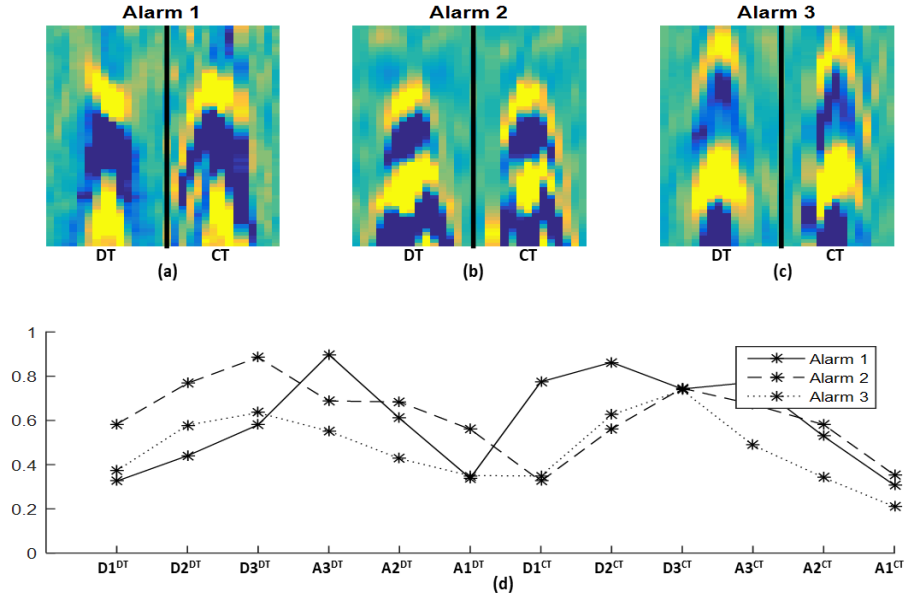 Alarm 1 Alarm 2 Alarm 3
DT CT DT CT DT CT
(a) (b) (c)
1
0.8
0.6
0.4
0.2
0
Alarm 1
Alarm 2
Alarm 3
D1ᴰᵀ D2ᴰᵀ D3ᴰᵀ A3ᴰᵀ A2ᴰᵀ A1ᴰᵀ D1ᶜᵀ D2ᶜᵀ D3ᶜᵀ A3ᶜᵀ A2ᶜᵀ A1ᶜᵀ
(d)